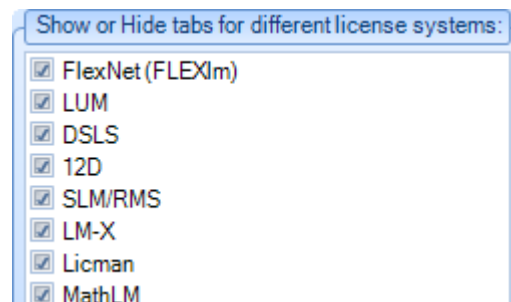 Show or Hide tabs for different license systems:
FlexNet (FLEXlm)
LUM
DSLS
12D
SLM/RMS
LM-X
Licman
MathLM